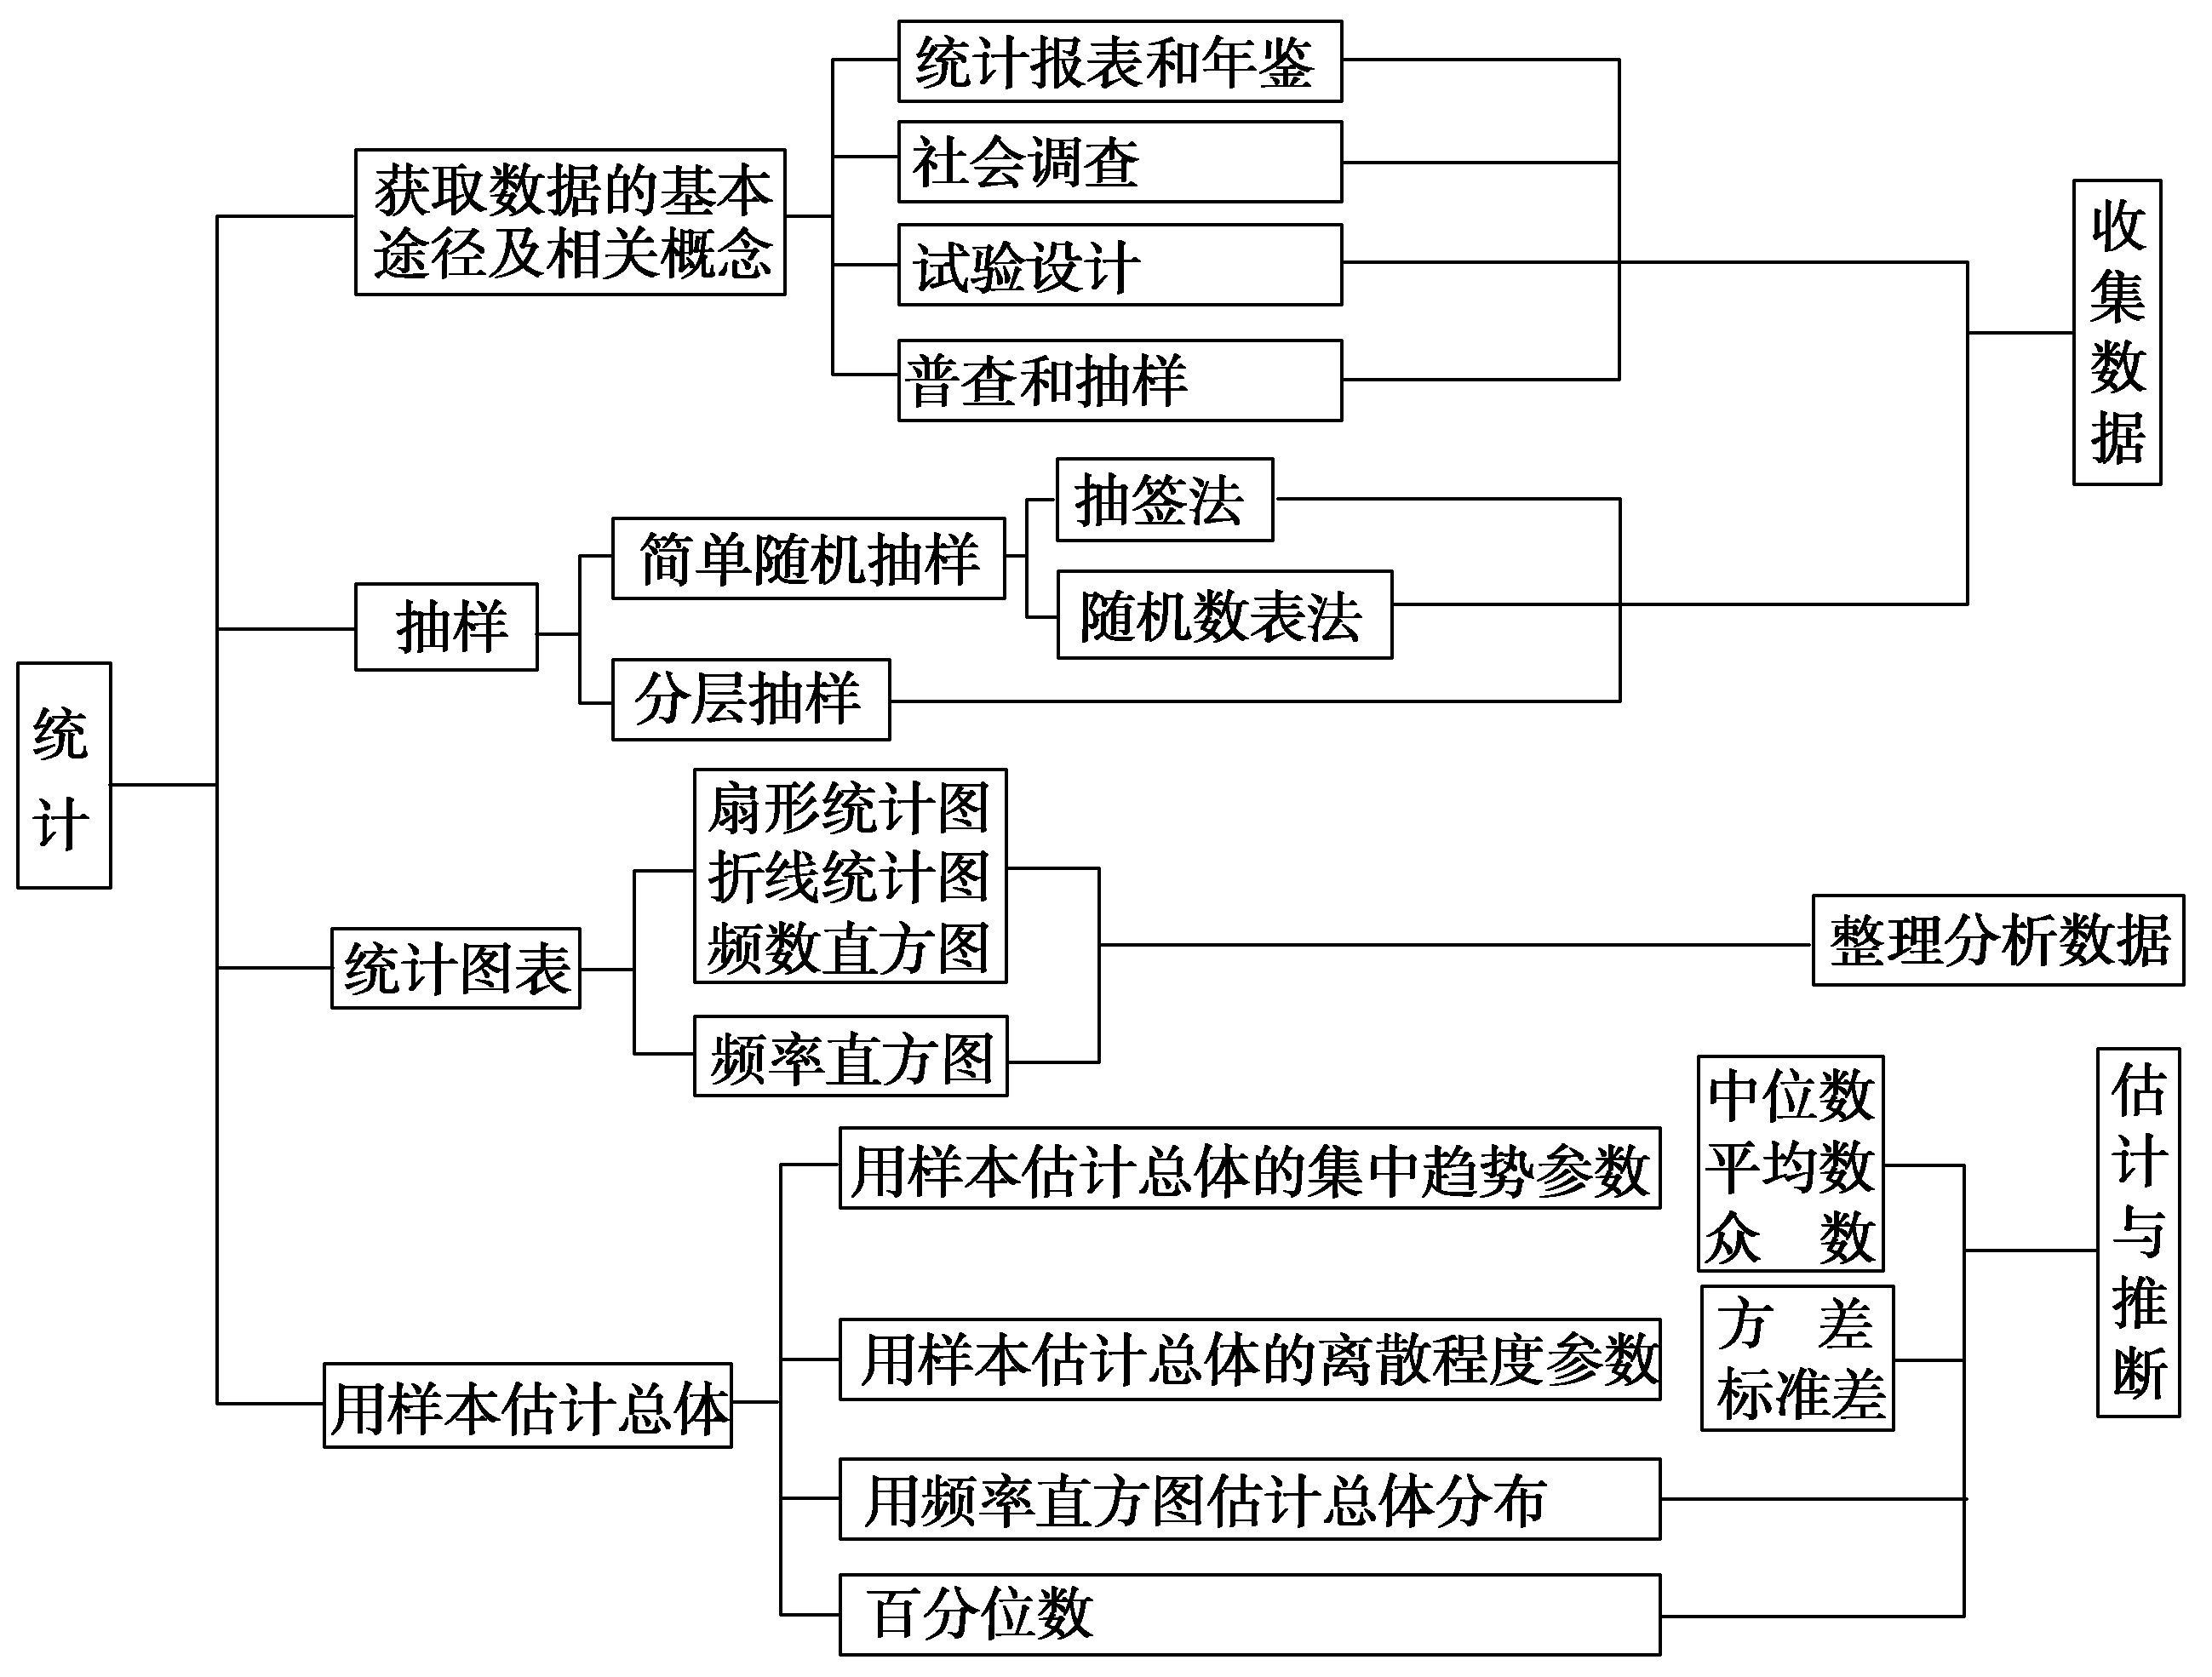 统计
获取数据的基本
途径及相关概念
统计报表和年鉴
社会调查
试验设计
普查和抽样
收集数据
抽样
简单随机抽样
抽签法
随机数表法
分层抽样
统计图表
扇形统计图
折线统计图
频数直方图
频率直方图
整理分析数据
用样本估计总体
用样本估计总体的集中趋势参数
中位数
平均数
众 数
用样本估计总体的离散程度参数
方 差
标准差
用频率直方图估计总体分布
百分位数
估计与推断